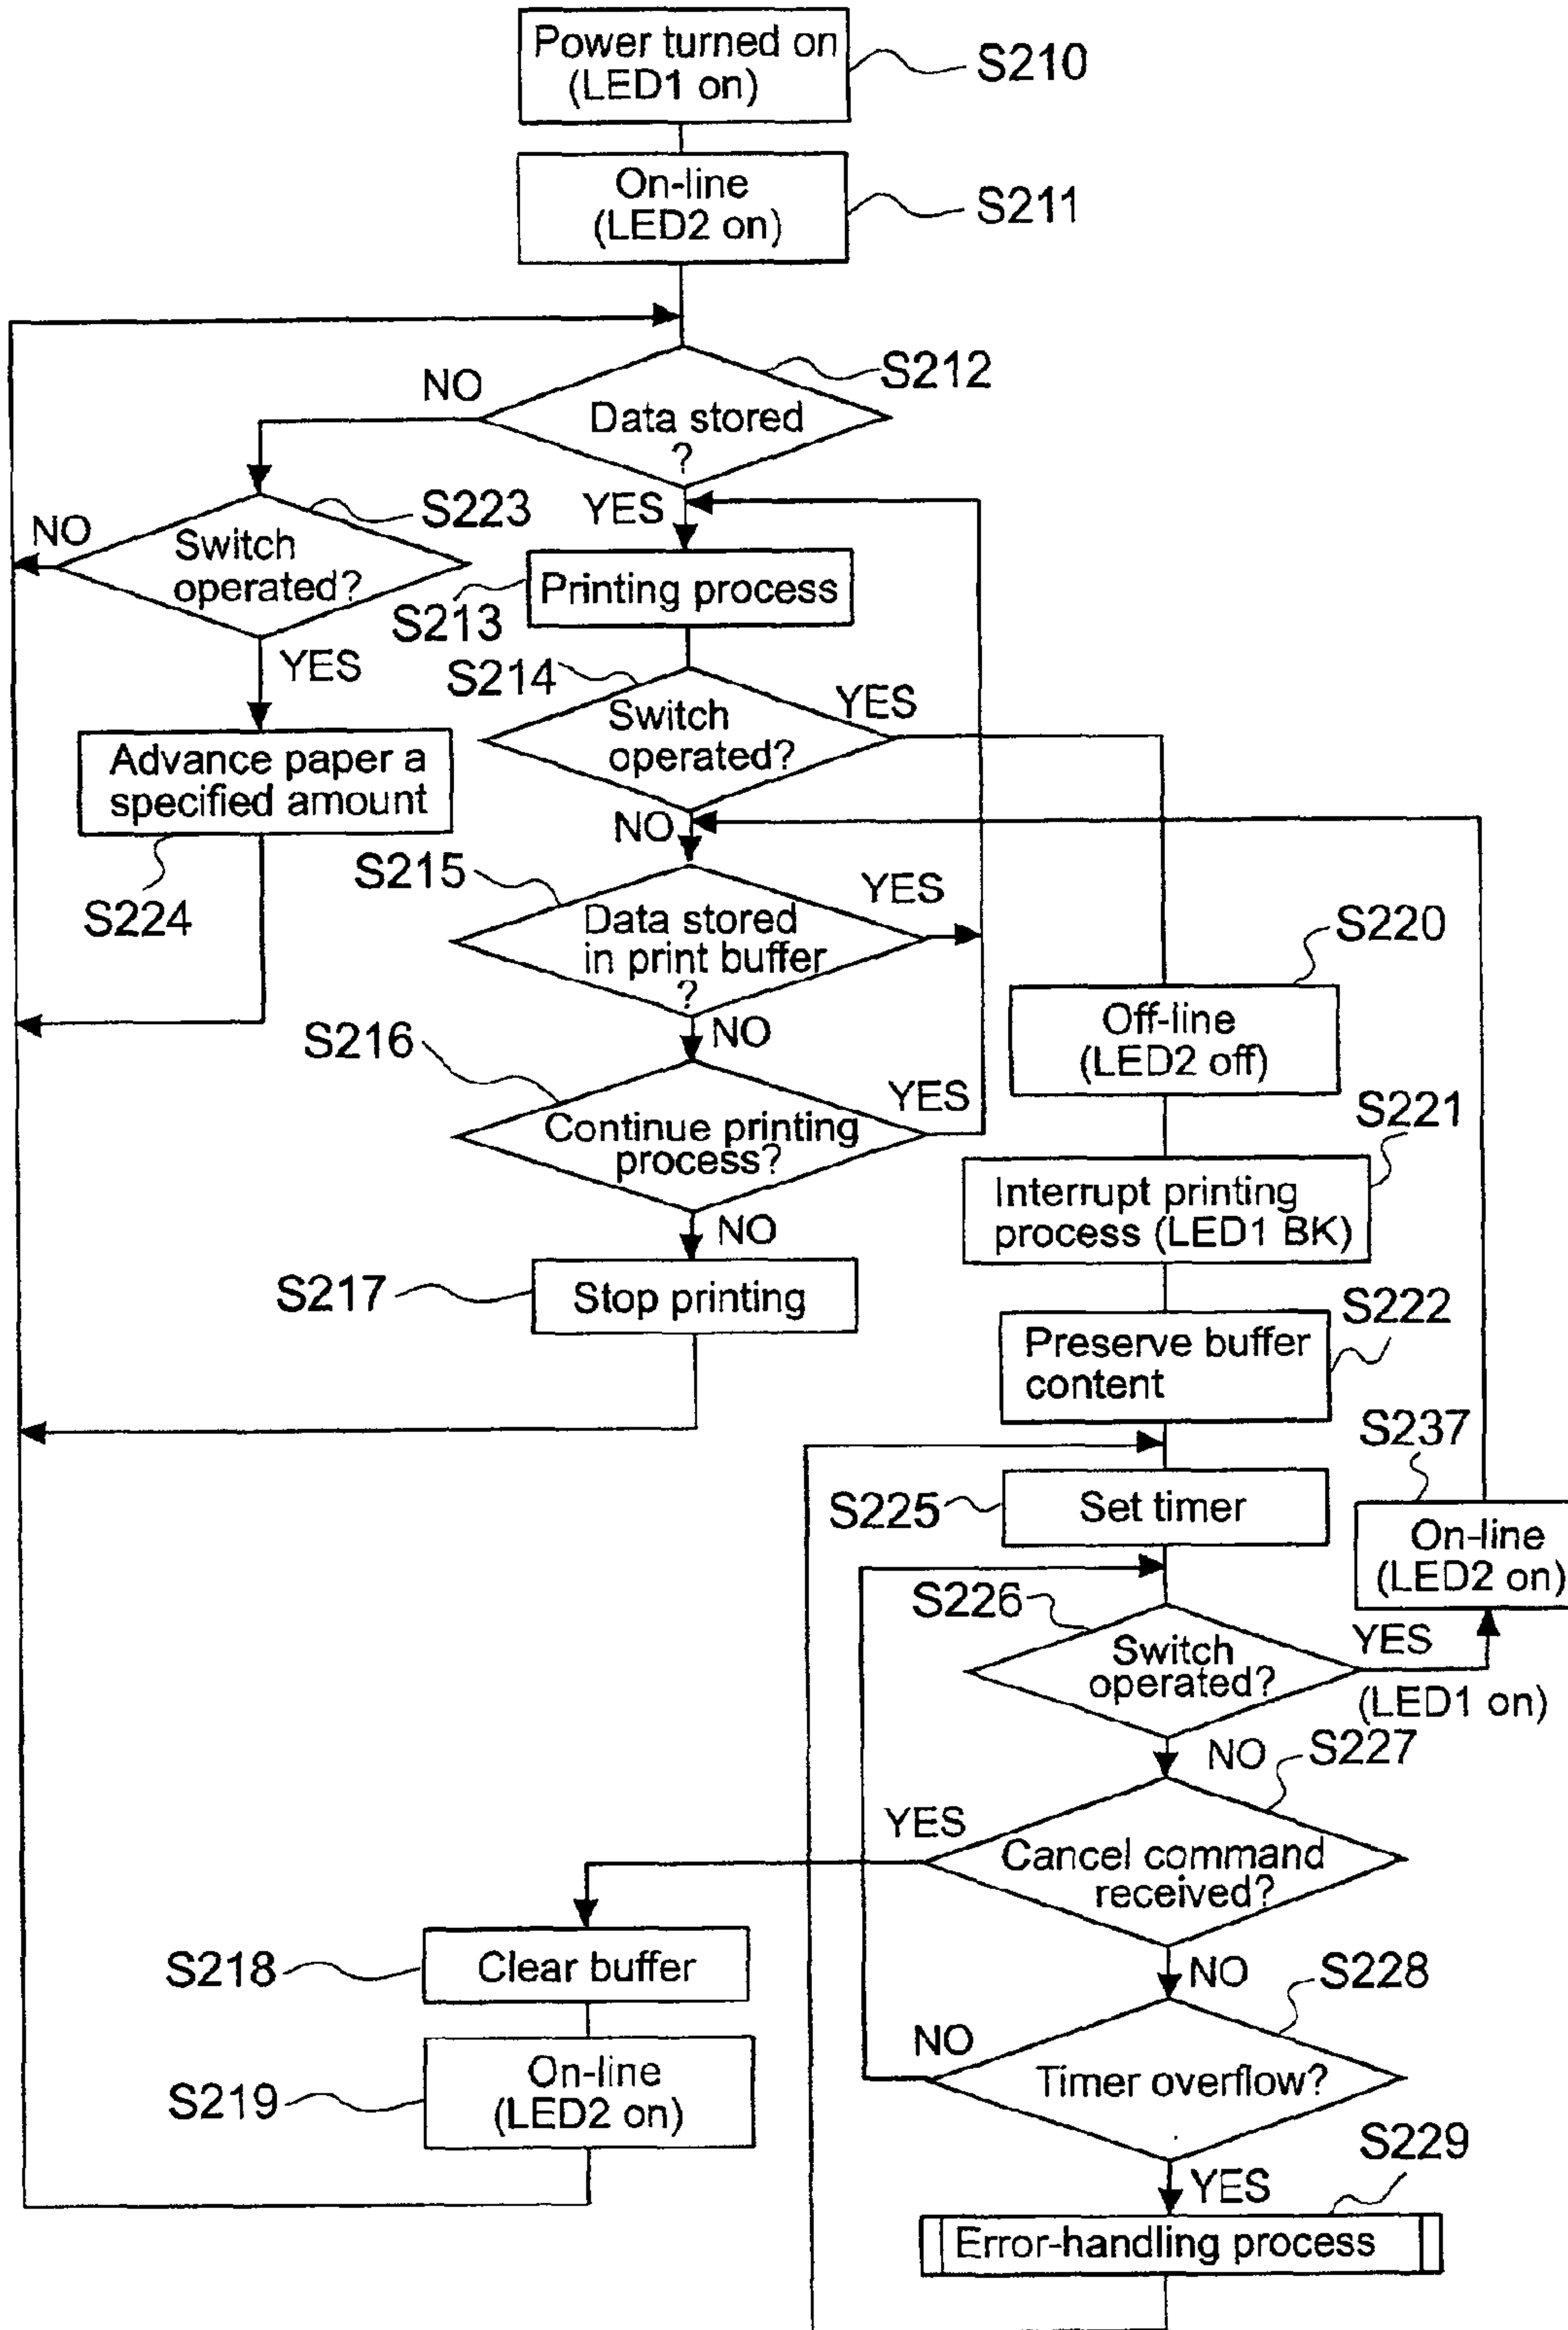 Power turned on
(LED1 on)
S210
On-line
(LED2 on)
S211
S212
NO
Data stored
?
S223
YES
NO
Switch
operated?
Printing process
S213
YES
S214
YES
Switch
operated?
Advance paper a
specified amount
NO
S215
YES
S224
Data stored
in print buffer
?
S220
Off-line
(LED2 off)
S216
NO
YES
S221
Continue printing
process?
Interrupt printing
process (LED1 BK)
NO
S217
Stop printing
S222
Preserve buffer
content
S237
S225
Set timer
On-line
(LED2 on)
S226
Switch
operated?
YES
(LED1 on)
NO
S227
YES
Cancel command
received?
S218
Clear buffer
NO
S228
NO
S219
On-line
(LED2 on)
Timer overflow?
S229
YES
Error-handling process